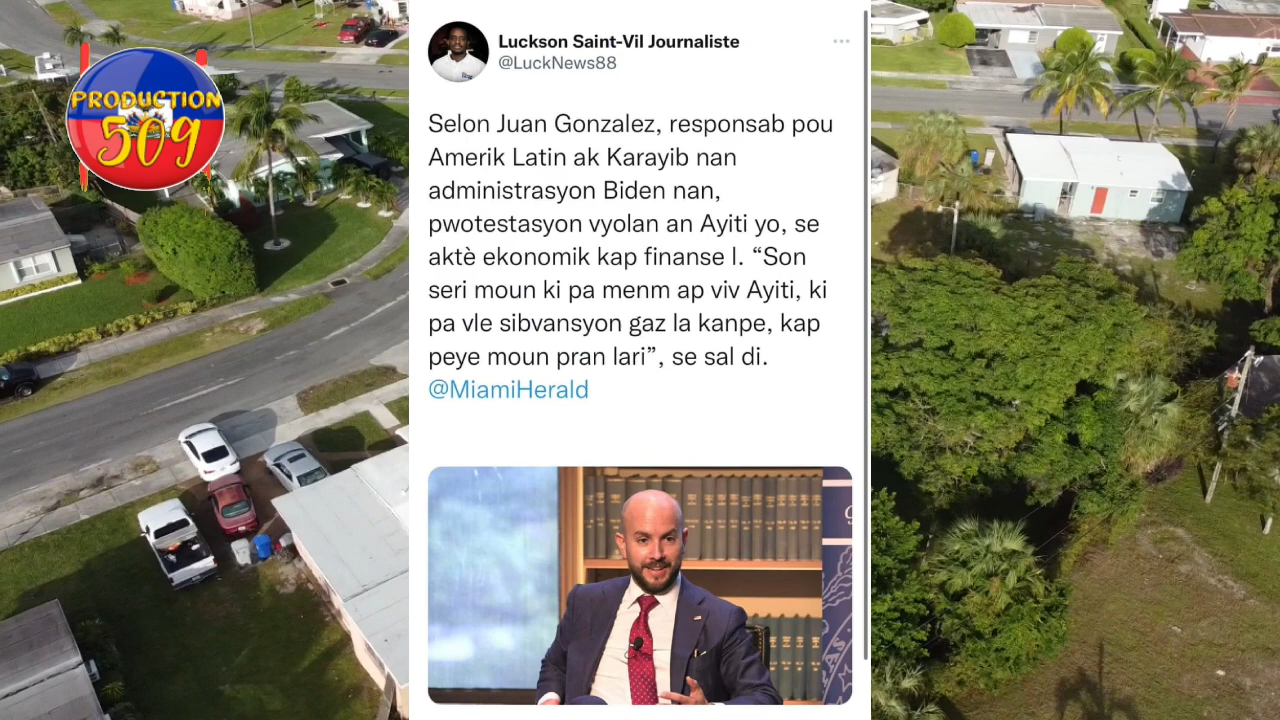 PRODUCTION
509
Luckson Saint-Vil Journaliste
@LuckNews88
Selon Juan Gonzalez, responsab pou
Amerik Latin ak Karayib nan
administrasyon Biden nan,
pwotestasyon vyolan an Ayiti yo, se
aktè ekonomik kap finanse l. “Son
seri moun ki pa menm ap viv Ayiti, ki
pa vle sibvansyon gaz la kanpe, kap
peye moun pran lari”, se sal di.
@MiamiHerald